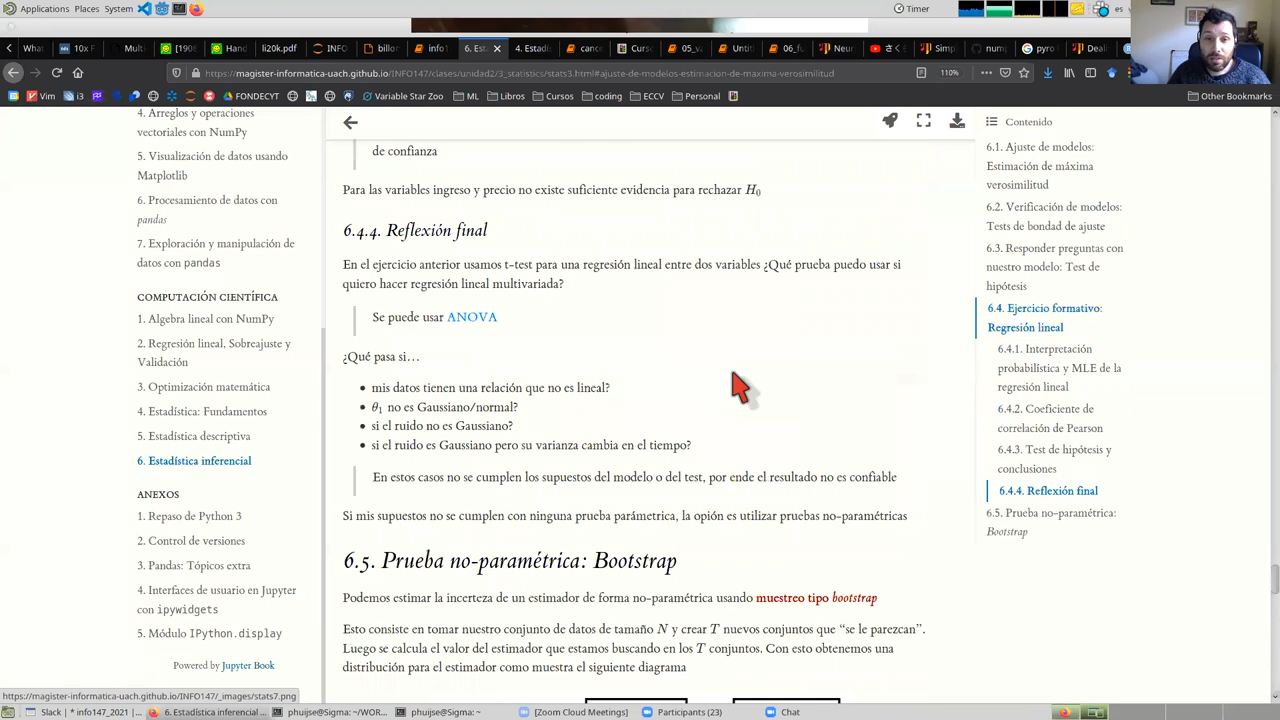 Applications Places System
Timer
es
What
10x F
Multi
[1908
Hand
li20k.pdf
INFO
billor
info1
6. Esta
4. Estadí
cance
Curso
05_va
Untit
06_fu
Neur
Simp
nump
pyro l
Deali
https://magister-informatica-uach.github.io/INFO147/clases/unidad2/3_statistics/stats3.html#ajuste-de-modelos-estimacion-de-maxima-verosimilitud
110%
Vim
i3
FONDECYT
Variable Star Zoo
ML
Libros
Cursos
coding
ECCV
Personal
Other Bookmarks
4. Arreglos y operaciones
vectoriales con NumPy
5. Visualización de datos usando
Matplotlib
6. Procesamiento de datos con
pandas
7. Exploración y manipulación de
datos con pandas
COMPUTACIÓN CIENTÍFICA
1. Algebra lineal con NumPy
2. Regresión lineal, Sobreajuste y
Validación
3. Optimización matemática
4. Estadística: Fundamentos
5. Estadística descriptiva
6. Estadística inferencial
ANEXOS
1. Repaso de Python 3
2. Control de versiones
3. Pandas: Tópicos extra
4. Interfaces de usuario en Jupyter
con ipywidgets
5. Módulo IPython.display
Powered by Jupyter Book
de confianza
Para las variables ingreso y precio no existe suficiente evidencia para rechazar H₀
6.4.4. Reflexión final
En el ejercicio anterior usamos t-test para una regresión lineal entre dos variables ¿Qué prueba puedo usar si
quiero hacer regresión lineal multivariada?
Se puede usar ANOVA
¿Qué pasa si…
• mis datos tienen una relación que no es lineal?
• θ₁ no es Gaussiano/normal?
• si el ruido no es Gaussiano?
• si el ruido es Gaussiano pero su varianza cambia en el tiempo?
En estos casos no se cumplen los supuestos del modelo o del test, por ende el resultado no es confiable
Si mis supuestos no se cumplen con ninguna prueba parámetrica, la opión es utilizar pruebas no-paramétricas
6.5. Prueba no-paramétrica: Bootstrap
Podemos estimar la incerteza de un estimador de forma no-paramétrica usando muestreo tipo bootstrap
Esto consiste en tomar nuestro conjunto de datos de tamaño N y crear T nuevos conjuntos que “se le parezcan”.
Luego se calcula el valor del estimador que estamos buscando en los T conjuntos. Con esto obtenemos una
distribución para el estimador como muestra el siguiente diagrama
Contenido
6.1. Ajuste de modelos:
Estimación de máxima
verosimilitud
6.2. Verificación de modelos:
Tests de bondad de ajuste
6.3. Responder preguntas con
nuestro modelo: Test de
hipótesis
6.4. Ejercicio formativo:
Regresión lineal
6.4.1. Interpretación
probabilística y MLE de la
regresión lineal
6.4.2. Coeficiente de
correlación de Pearson
6.4.3. Test de hipótesis y
conclusiones
6.4.4. Reflexión final
6.5. Prueba no-paramétrica:
Bootstrap
https://magister-informatica-uach.github.io/INFO147/_images/stats7.png
Slack | * info147_2021 | ...
6. Estadística inferencial ...
phuijse@Sigma: ~/WOR...
phuijse@Sigma: ~
[Zoom Cloud Meetings]
Participants (23)
Chat